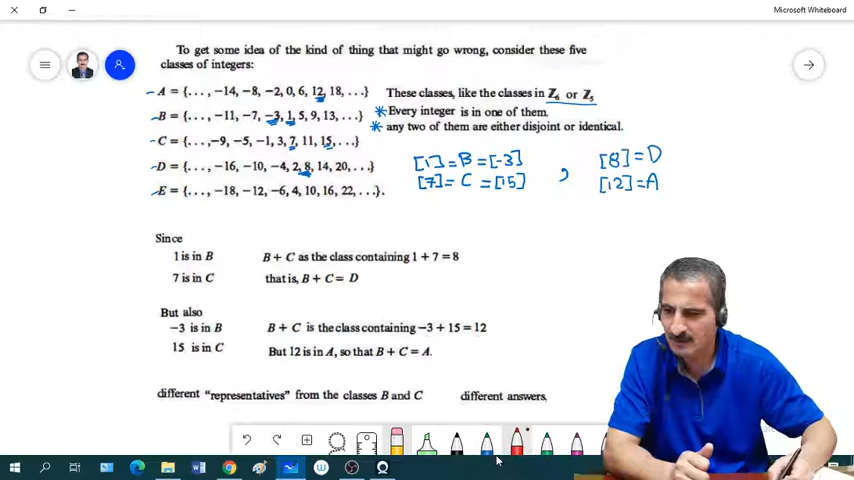 Microsoft Whiteboard
To get some idea of the kind of thing that might go wrong, consider these five
classes of integers:
A = {. . . , −14, −8, −2, 0, 6, 12, 18, . . .}
B = {. . . , −11, −7, −3, 1, 5, 9, 13, . . .}
C = {. . . ,−9, −5, −1, 3, 7, 11, 15, . . .}
D = {. . . , −16, −10, −4, 2, 8, 14, 20, . . .}
E = {. . . , −18, −12, −6, 4, 10, 16, 22, . . .}.
These classes, like the classes in Z₆ or Z₅
* Every integer is in one of them.
* any two of them are either disjoint or identical.
[1] = B = [-3] , [8] = D
[7] = C = [15] [12] = A
Since
1 is in B B + C as the class containing 1 + 7 = 8
7 is in C that is, B + C = D
But also
−3 is in B B + C is the class containing −3 + 15 = 12
15 is in C But 12 is in A, so that B + C = A.
different “representatives” from the classes B and C different answers,